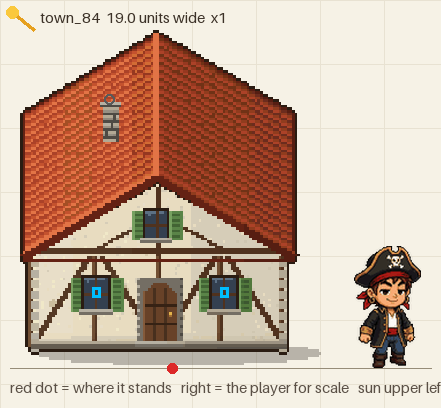 town_84  19.0 units wide  x1
red dot = where it stands   right = the player for scale   sun upper lef